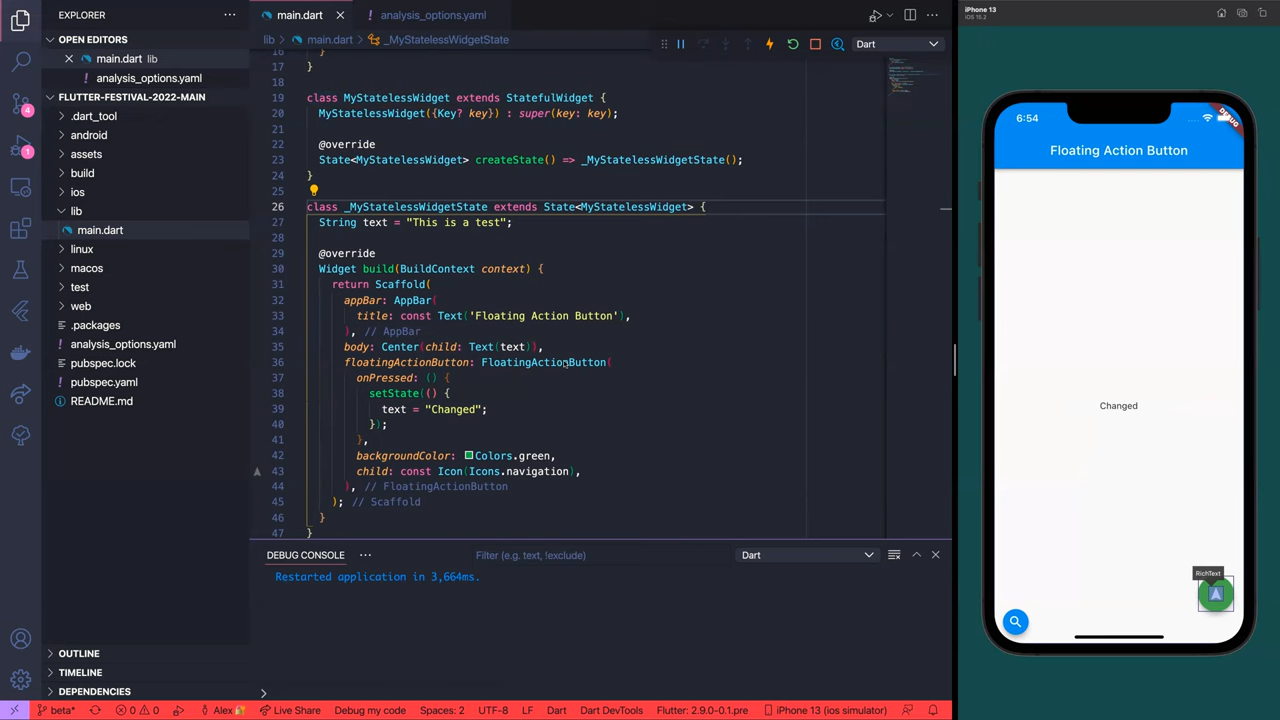 EXPLORER
OPEN EDITORS
main.dart lib
analysis_options.yaml
FLUTTER-FESTIVAL-2022-MAIN
.dart_tool
android
assets
build
ios
lib
main.dart
linux
macos
test
web
.packages
analysis_options.yaml
pubspec.lock
pubspec.yaml
README.md
OUTLINE
TIMELINE
DEPENDENCIES
4
1
main.dart
analysis_options.yaml
lib > main.dart > _MyStatelessWidgetState
Dart
16 }
17 }
18
19 class MyStatelessWidget extends StatefulWidget {
20 MyStatelessWidget({Key? key}) : super(key: key);
21
22 @override
23 State<MyStatelessWidget> createState() => _MyStatelessWidgetState();
24 }
25
26 class _MyStatelessWidgetState extends State<MyStatelessWidget> {
27 String text = "This is a test";
28
29 @override
30 Widget build(BuildContext context) {
31 return Scaffold(
32 appBar: AppBar(
33 title: const Text('Floating Action Button'),
34 ), // AppBar
35 body: Center(child: Text(text)),
36 floatingActionButton: FloatingActionButton(
37 onPressed: () {
38 setState(() {
39 text = "Changed";
40 });
41 },
42 backgroundColor: Colors.green,
43 child: const Icon(Icons.navigation),
44 ), // FloatingActionButton
45 ); // Scaffold
46 }
47 }
DEBUG CONSOLE
Filter (e.g. text, !exclude)
Dart
Restarted application in 3,664ms.
beta*
0 0
Alex
Live Share
Debug my code
Spaces: 2
UTF-8
LF
Dart
Dart DevTools
Flutter: 2.9.0-0.1.pre
iPhone 13 (ios simulator)
iPhone 13
iOS 15.2
6:54
DEBUG
Floating Action Button
Changed
RichText